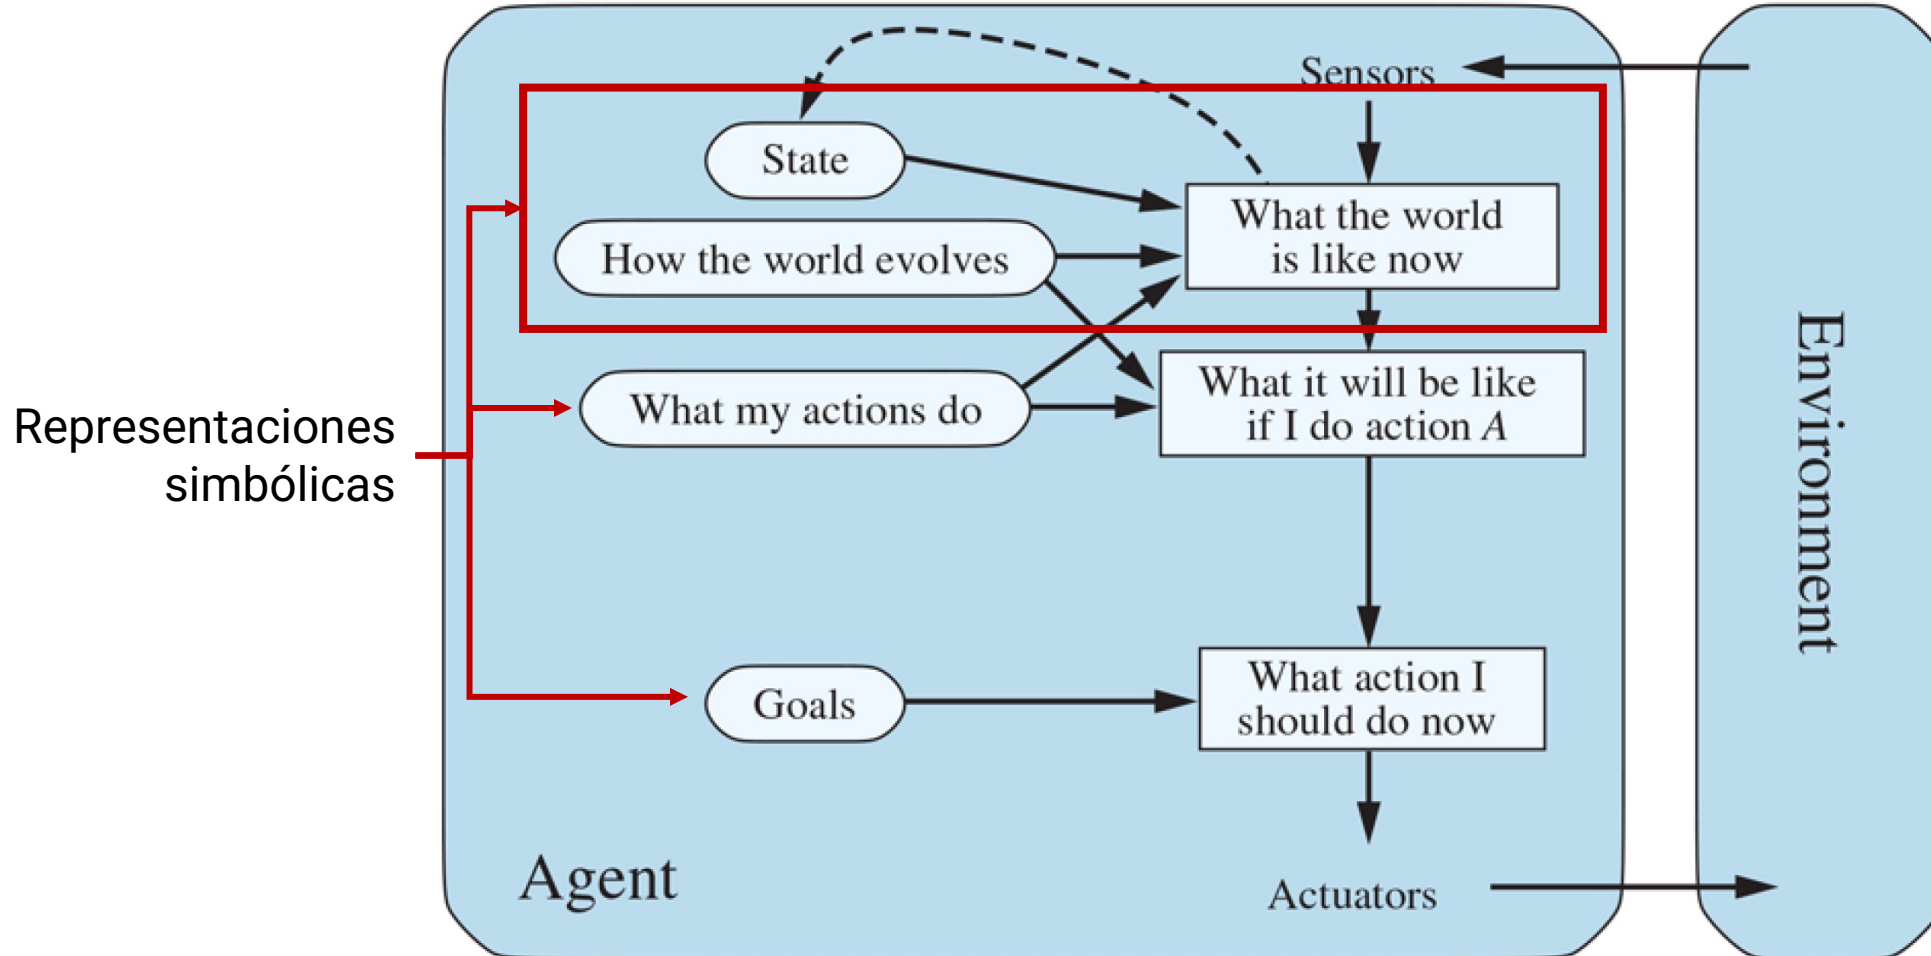 Sensors
State
What the world
is like now
How the world evolves
What it will be like
if I do action A
What my actions do
Representaciones
simbólicas
Environment
What action I
should do now
Goals
Agent
Actuators